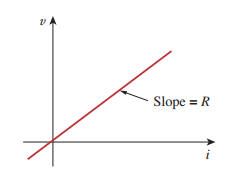 v
Slope = R
i